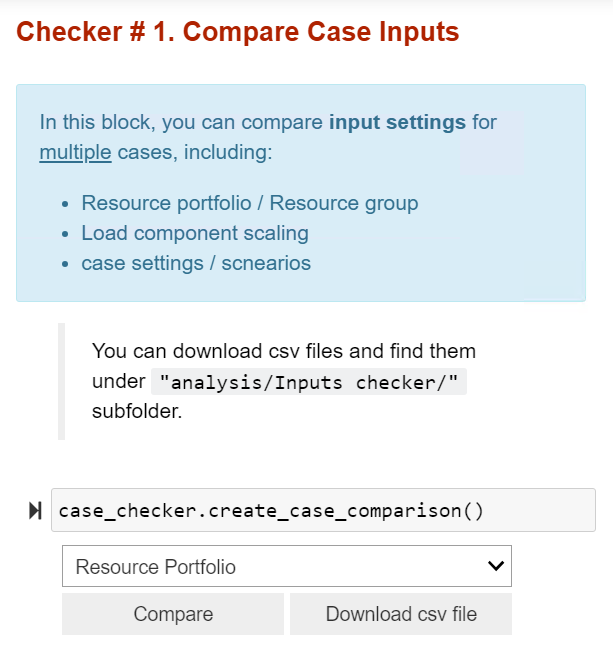 Checker # 1. Compare Case Inputs
In this block, you can compare input settings for
multiple cases, including:
• Resource portfolio / Resource group
• Load component scaling
• case settings / scnearios
You can download csv files and find them
under "analysis/Inputs checker/"
subfolder.
case_checker.create_case_comparison()
Resource Portfolio
Compare Download csv file